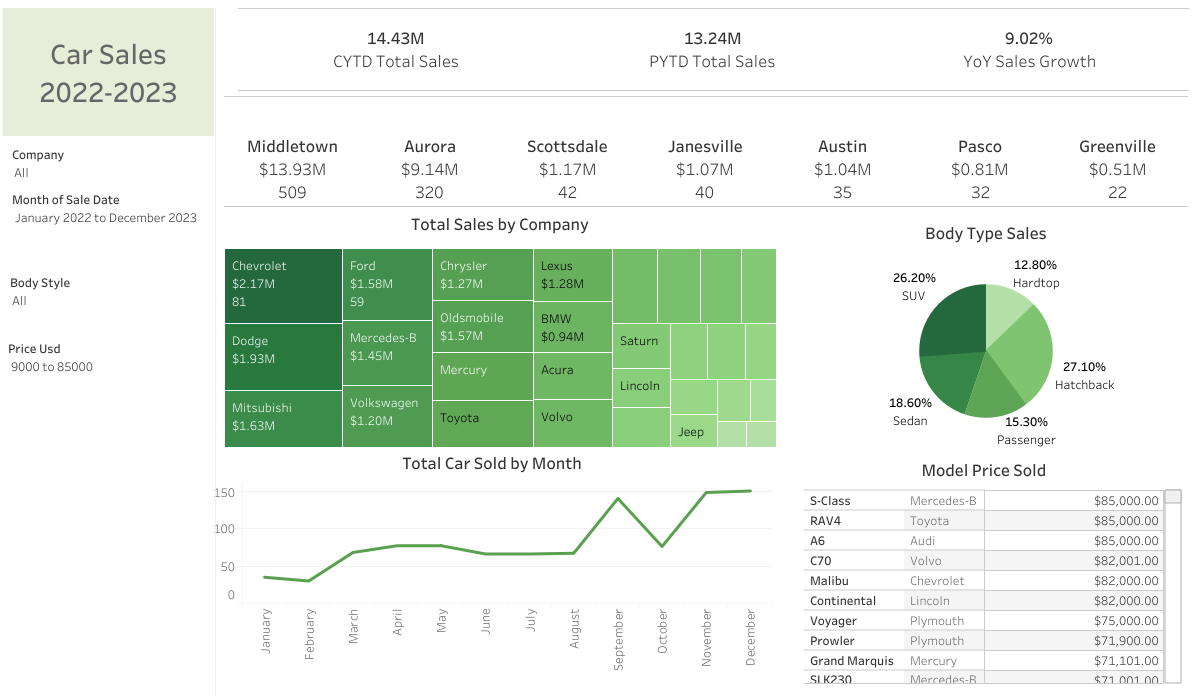 Car Sales
2022-2023
14.43M
CYTD Total Sales
13.24M
PYTD Total Sales
9.02%
YoY Sales Growth
Company
All
Month of Sale Date
January 2022 to December 2023
Body Style
All
Price Usd
9000 to 85000
Middletown
$13.93M
509
Aurora
$9.14M
320
Scottsdale
$1.17M
42
Janesville
$1.07M
40
Austin
$1.04M
35
Pasco
$0.81M
32
Greenville
$0.51M
22
Total Sales by Company
Chevrolet
$2.17M
81
Dodge
$1.93M
Mitsubishi
$1.63M
Ford
$1.58M
59
Mercedes-B
$1.45M
Volkswagen
$1.20M
Chrysler
$1.27M
Oldsmobile
$1.57M
Mercury
Toyota
Lexus
$1.28M
BMW
$0.94M
Acura
Volvo
Saturn
Lincoln
Jeep
Body Type Sales
26.20%
SUV
12.80%
Hardtop
27.10%
Hatchback
18.60%
Sedan
15.30%
Passenger
Total Car Sold by Month
150
100
50
0
January
February
March
April
May
June
July
August
September
October
November
December
Model Price Sold
S-Class Mercedes-B $85,000.00
RAV4 Toyota $85,000.00
A6 Audi $85,000.00
C70 Volvo $82,001.00
Malibu Chevrolet $82,000.00
Continental Lincoln $82,000.00
Voyager Plymouth $75,000.00
Prowler Plymouth $71,900.00
Grand Marquis Mercury $71,101.00
SLK230 Mercedes-B $71,001.00